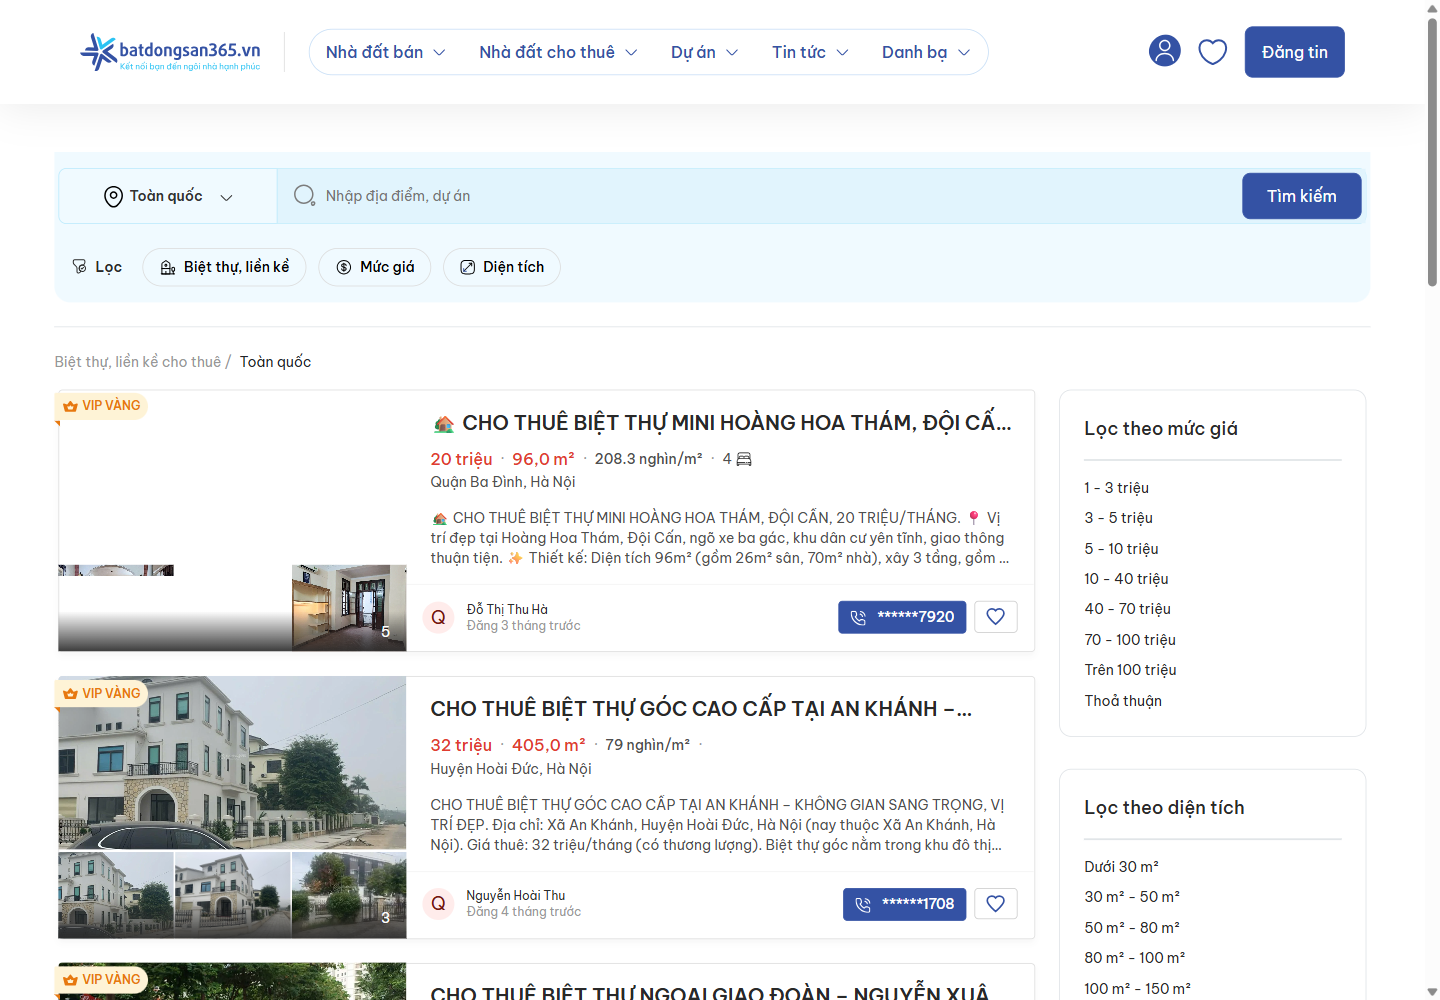 batdongsan365.vn
Kết nối bạn đến ngôi nhà hạnh phúc
Nhà đất bán
Nhà đất cho thuê
Dự án
Tin tức
Danh bạ
Đăng tin
Toàn quốc
Nhập địa điểm, dự án
Tìm kiếm
Lọc
Biệt thự, liền kề
Mức giá
Diện tích
Biệt thự, liền kề cho thuê / Toàn quốc
VIP VÀNG
5
CHO THUÊ BIỆT THỰ MINI HOÀNG HOA THÁM, ĐỘI CẤ...
20 triệu · 96,0 m² · 208.3 nghìn/m² · 4
Quận Ba Đình, Hà Nội
🏠 CHO THUÊ BIỆT THỰ MINI HOÀNG HOA THÁM, ĐỘI CẤN, 20 TRIỆU/THÁNG. 📍 Vị
trí đẹp tại Hoàng Hoa Thám, Đội Cấn, ngõ xe ba gác, khu dân cư yên tĩnh, giao thông
thuận tiện. ✨ Thiết kế: Diện tích 96m² (gồm 26m² sân, 70m² nhà), xây 3 tầng, gồm ...
Q
Đỗ Thị Thu Hà
Đăng 3 tháng trước
******7920
VIP VÀNG
3
CHO THUÊ BIỆT THỰ GÓC CAO CẤP TẠI AN KHÁNH –...
32 triệu · 405,0 m² · 79 nghìn/m² ·
Huyện Hoài Đức, Hà Nội
CHO THUÊ BIỆT THỰ GÓC CAO CẤP TẠI AN KHÁNH – KHÔNG GIAN SANG TRỌNG, VỊ
TRÍ ĐẸP. Địa chỉ: Xã An Khánh, Huyện Hoài Đức, Hà Nội (nay thuộc Xã An Khánh, Hà
Nội). Giá thuê: 32 triệu/tháng (có thương lượng). Biệt thự góc nằm trong khu đô thị...
Q
Nguyễn Hoài Thu
Đăng 4 tháng trước
******1708
VIP VÀNG
CHO THUÊ BIỆT THỰ NGOẠI GIAO ĐOÀN – NGUYỄN XUÂ
Lọc theo mức giá
1 - 3 triệu
3 - 5 triệu
5 - 10 triệu
10 - 40 triệu
40 - 70 triệu
70 - 100 triệu
Trên 100 triệu
Thoả thuận
Lọc theo diện tích
Dưới 30 m²
30 m² - 50 m²
50 m² - 80 m²
80 m² - 100 m²
100 m² - 150 m²